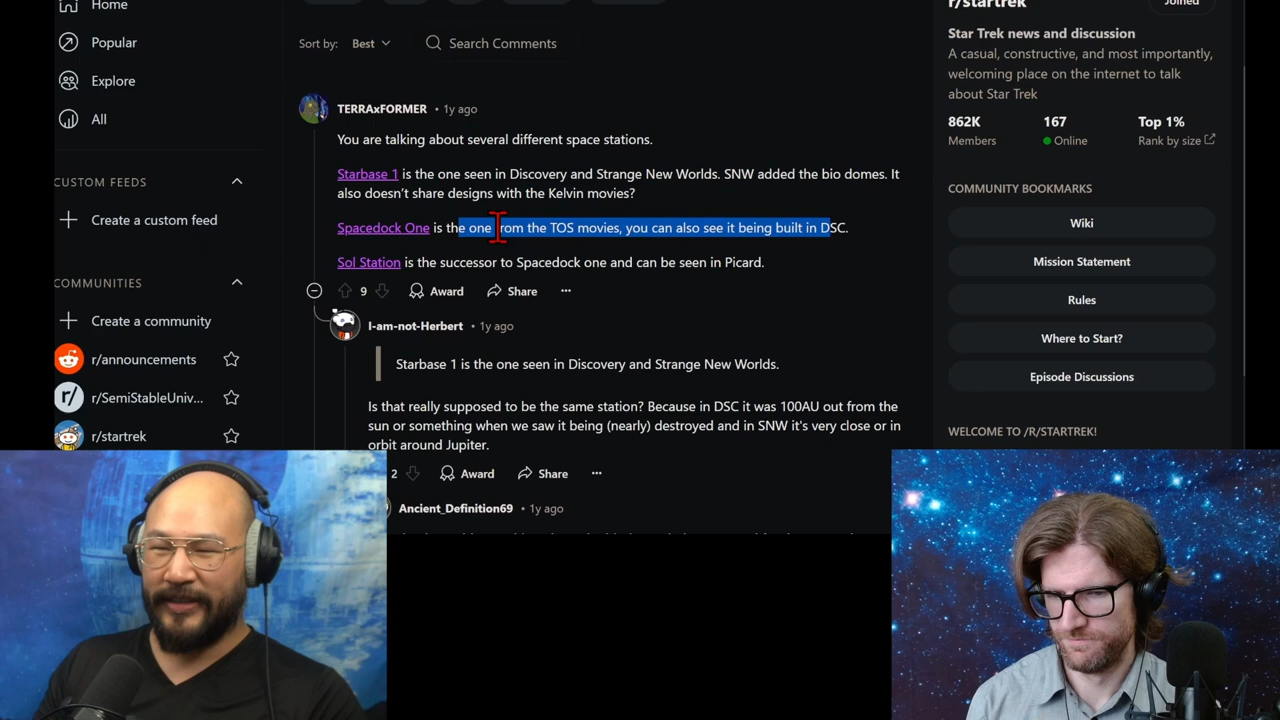 Home
Popular
Explore
All
CUSTOM FEEDS
Create a custom feed
COMMUNITIES
Create a community
r/announcements
r/SemiStableUniv...
r/startrek
Sort by:
Best
Search Comments
TERRAxFORMER • 1y ago
You are talking about several different space stations.
Starbase 1 is the one seen in Discovery and Strange New Worlds. SNW added the bio domes. It
also doesn't share designs with the Kelvin movies?
Spacedock One is the one from the TOS movies, you can also see it being built in DSC.
Sol Station is the successor to Spacedock one and can be seen in Picard.
9
Award
Share
I-am-not-Herbert • 1y ago
Starbase 1 is the one seen in Discovery and Strange New Worlds.
Is that really supposed to be the same station? Because in DSC it was 100AU out from the
sun or something when we saw it being (nearly) destroyed and in SNW it's very close or in
orbit around Jupiter.
2
Award
Share
Ancient_Definition69 • 1y ago
r/startrek
Joined
Star Trek news and discussion
A casual, constructive, and most importantly,
welcoming place on the internet to talk
about Star Trek
862K
Members
167
Online
Top 1%
Rank by size
COMMUNITY BOOKMARKS
Wiki
Mission Statement
Rules
Where to Start?
Episode Discussions
WELCOME TO /R/STARTREK!